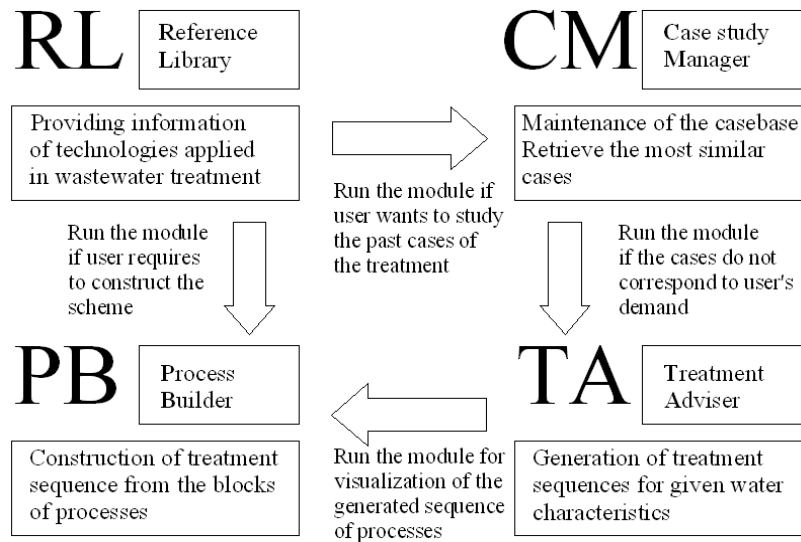 RL
Reference
Library
Providing information
of technologies applied
in wastewater treatment
Run the module if
user wants to study
the past cases of
the treatment
CM
Case study
Manager
Maintenance of the casebase
Retrieve the most similar
cases
Run the module
if user requires
to construct the
scheme
Run the module
if the cases do not
correspond to user's
demand
PB
Process
Builder
Construction of treatment
sequence from the blocks
of processes
Run the module for
visualization of the
generated sequence
of processes
TA
Treatment
Adviser
Generation of treatment
sequences for given water
characteristics